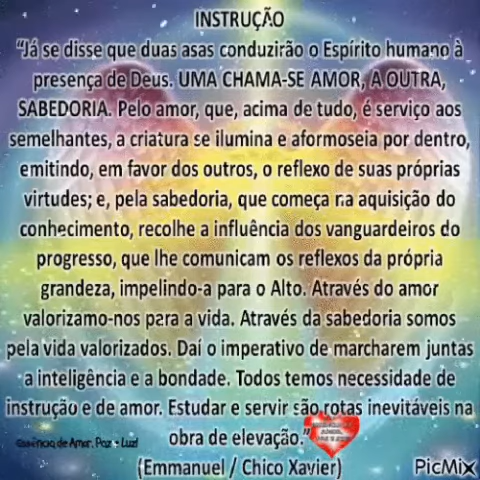 INSTRUÇÃO
"Já se disse que duas asas conduzirão o Espírito humano à
presença de Deus. UMA CHAMA-SE AMOR, A OUTRA,
SABEDORIA. Pelo amor, que, acima de tudo, é serviço aos
semelhantes, a criatura se ilumina e aformoseia por dentro,
emitindo, em favor dos outros, o reflexo de suas próprias
virtudes; e, pela sabedoria, que começa na aquisição do
conhecimento, recolhe a influência dos vanguardeiros do
progresso, que lhe comunicam os reflexos da própria
grandeza, impelindo-a para o Alto. Através do amor
valorizamo-nos para a vida. Através da sabedoria somos
pela vida valorizados. Daí o imperativo de marcharem juntas
a inteligência e a bondade. Todos temos necessidade de
instrução e de amor. Estudar e servir são rotas inevitáveis na
obra de elevação."
Essência de Amor, Paz e Luz!
(Emmanuel / Chico Xavier)
PicMix